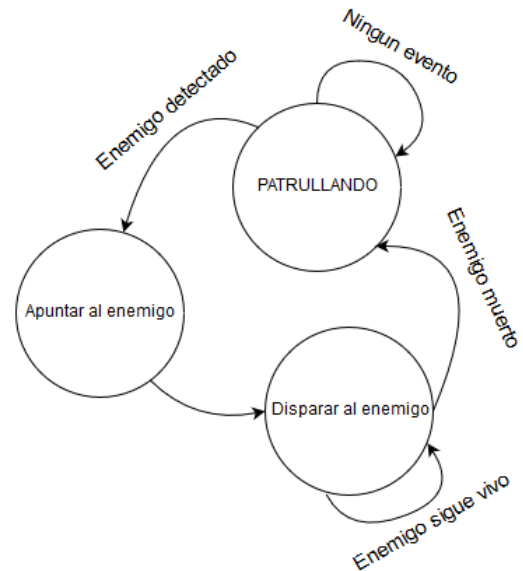 Ningun evento
Enemigo detectado
PATRULLANDO
Enemigo muerto
Apuntar al enemigo
Disparar al enemigo
Enemigo sigue vivo